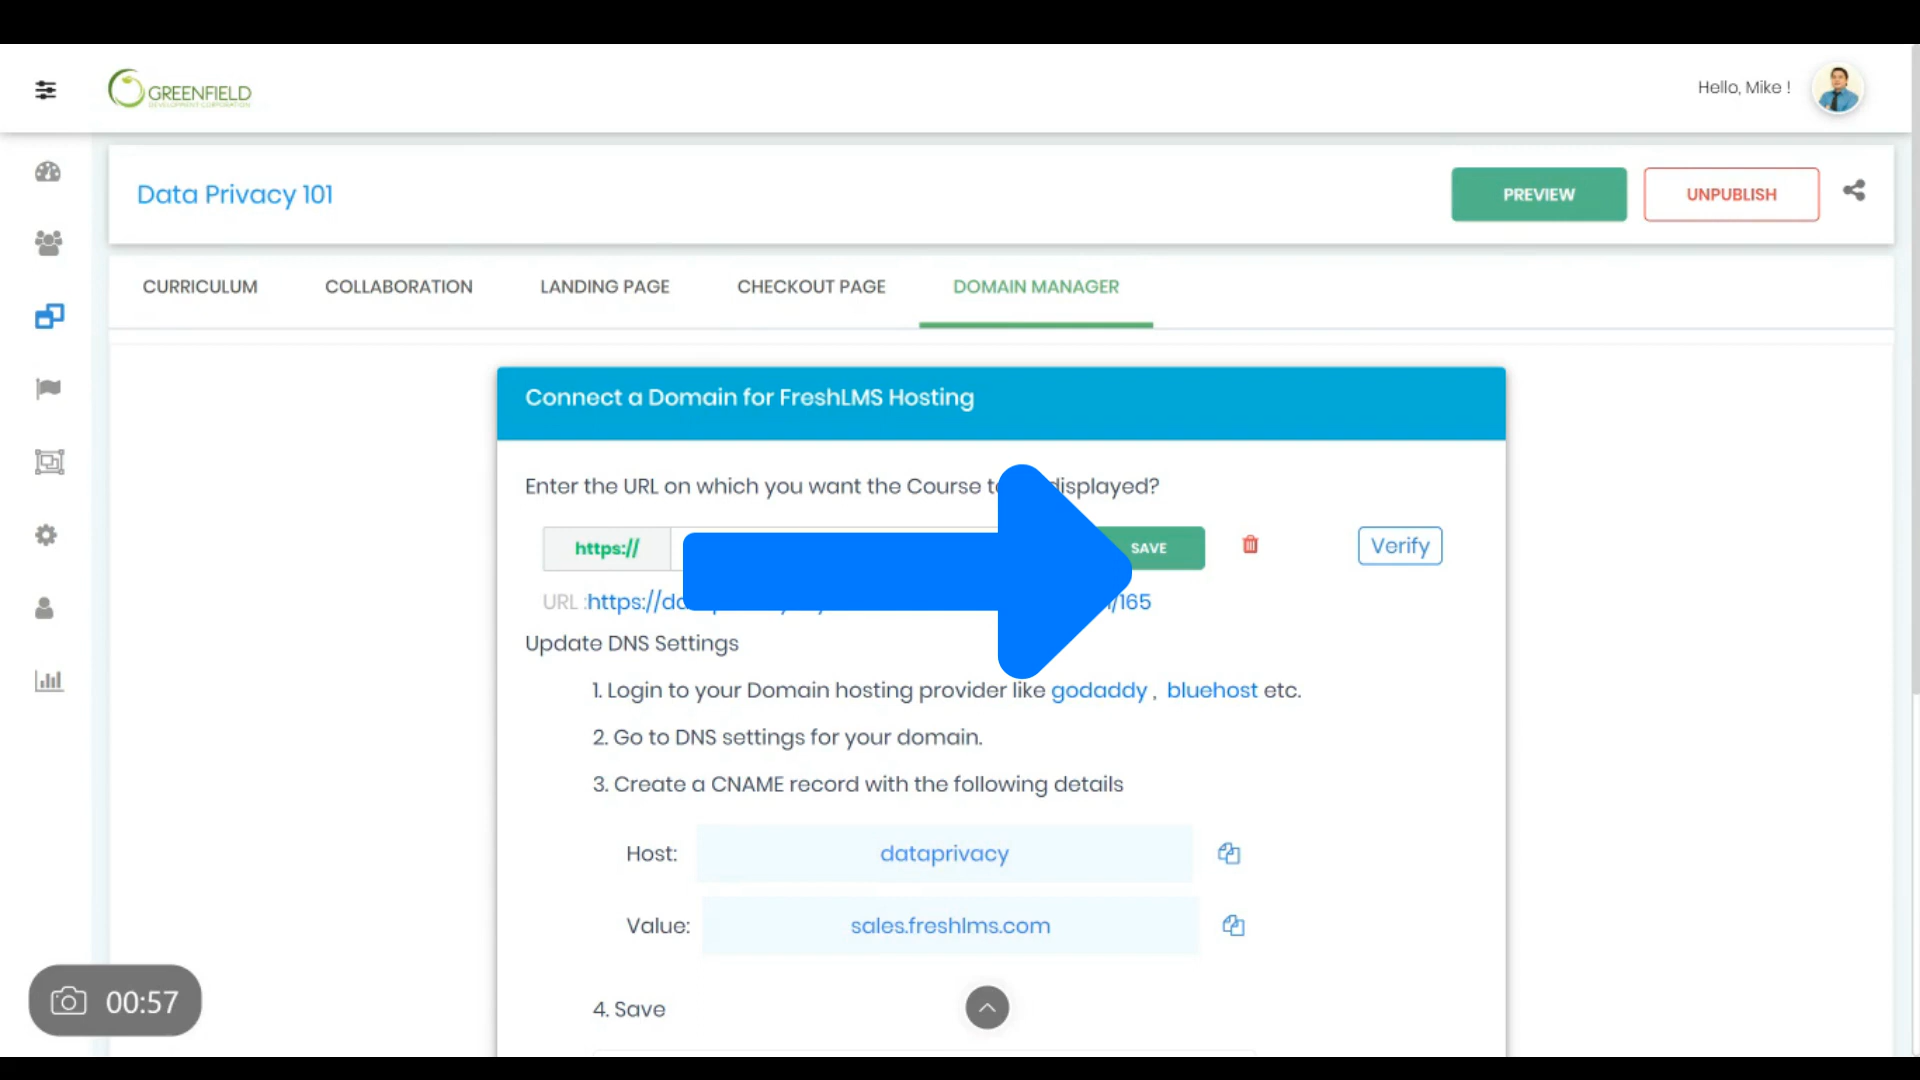 GREENFIELD
DEVELOPMENT CORPORATION
Hello, Mike !
Data Privacy 101
PREVIEW
UNPUBLISH
CURRICULUM
COLLABORATION
LANDING PAGE
CHECKOUT PAGE
DOMAIN MANAGER
Connect a Domain for FreshLMS Hosting
Enter the URL on which you want the Course displayed?
https://
SAVE
Verify
URL :https:// /165
Update DNS Settings
1. Login to your Domain hosting provider like godaddy , bluehost etc.
2. Go to DNS settings for your domain.
3. Create a CNAME record with the following details
Host: dataprivacy
Value: sales.freshlms.com
4. Save
00:57